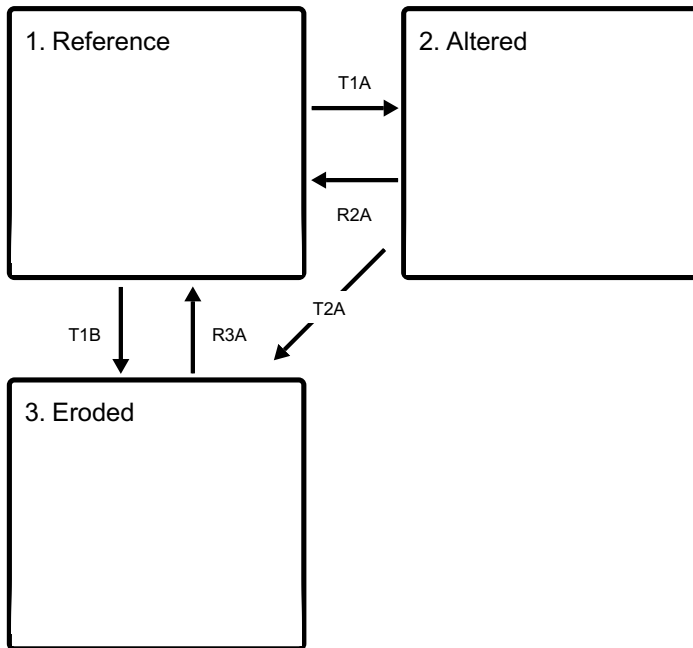 1. Reference
2. Altered
T1A
R2A
T2A
T1B
R3A
3. Eroded